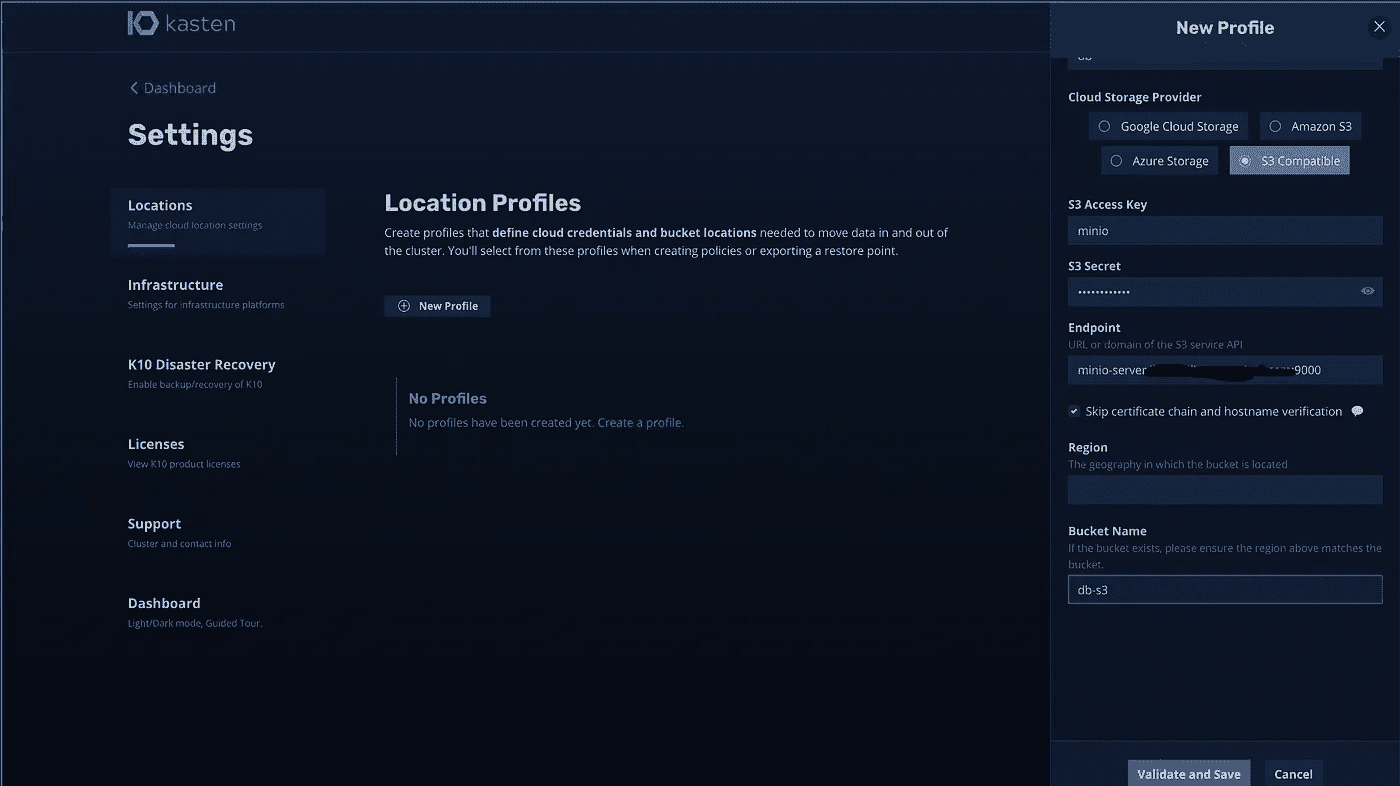 kasten
Dashboard
Settings
Locations
Manage cloud location settings
Infrastructure
Settings for infrastructure platforms
K10 Disaster Recovery
Enable backup/recovery of K10
Licenses
View K10 product licenses
Support
Cluster and contact info
Dashboard
Light/Dark mode, Guided Tour.
Location Profiles
Create profiles that define cloud credentials and bucket locations needed to move data in and out
of the cluster. You'll select from these profiles when creating policies or exporting a restore point.
New Profile
No Profiles
No profiles have been created yet. Create a profile.
New Profile
db
Cloud Storage Provider
Google Cloud Storage
Amazon S3
Azure Storage
S3 Compatible
S3 Access Key
minio
S3 Secret
••••••••••••
Endpoint
URL or domain of the S3 service API
minio-server :9000
Skip certificate chain and hostname verification
Region
The geography in which the bucket is located
Bucket Name
If the bucket exists, please ensure the region above matches the
bucket.
db-s3
Validate and Save
Cancel